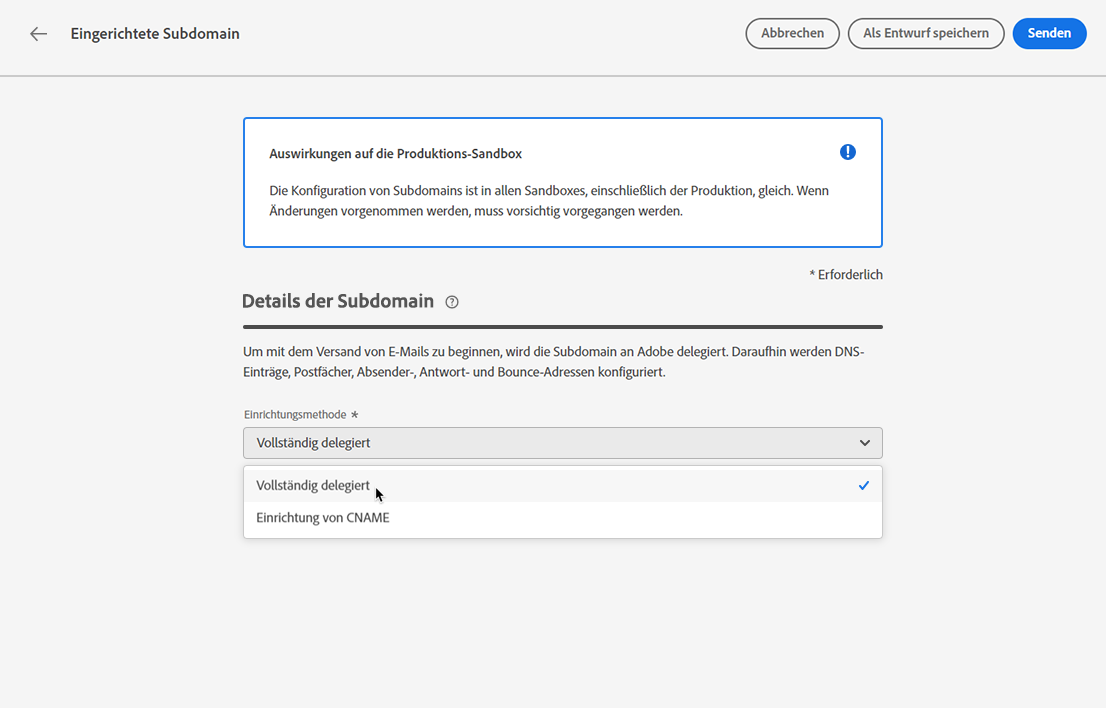 Eingerichtete Subdomain
Abbrechen
Als Entwurf speichern
Senden
Auswirkungen auf die Produktions-Sandbox
Die Konfiguration von Subdomains ist in allen Sandboxes, einschließlich der Produktion, gleich. Wenn
Änderungen vorgenommen werden, muss vorsichtig vorgegangen werden.
* Erforderlich
Details der Subdomain
Um mit dem Versand von E-Mails zu beginnen, wird die Subdomain an Adobe delegiert. Daraufhin werden DNS-
Einträge, Postfächer, Absender-, Antwort- und Bounce-Adressen konfiguriert.
Einrichtungsmethode *
Vollständig delegiert
Vollständig delegiert
Einrichtung von CNAME